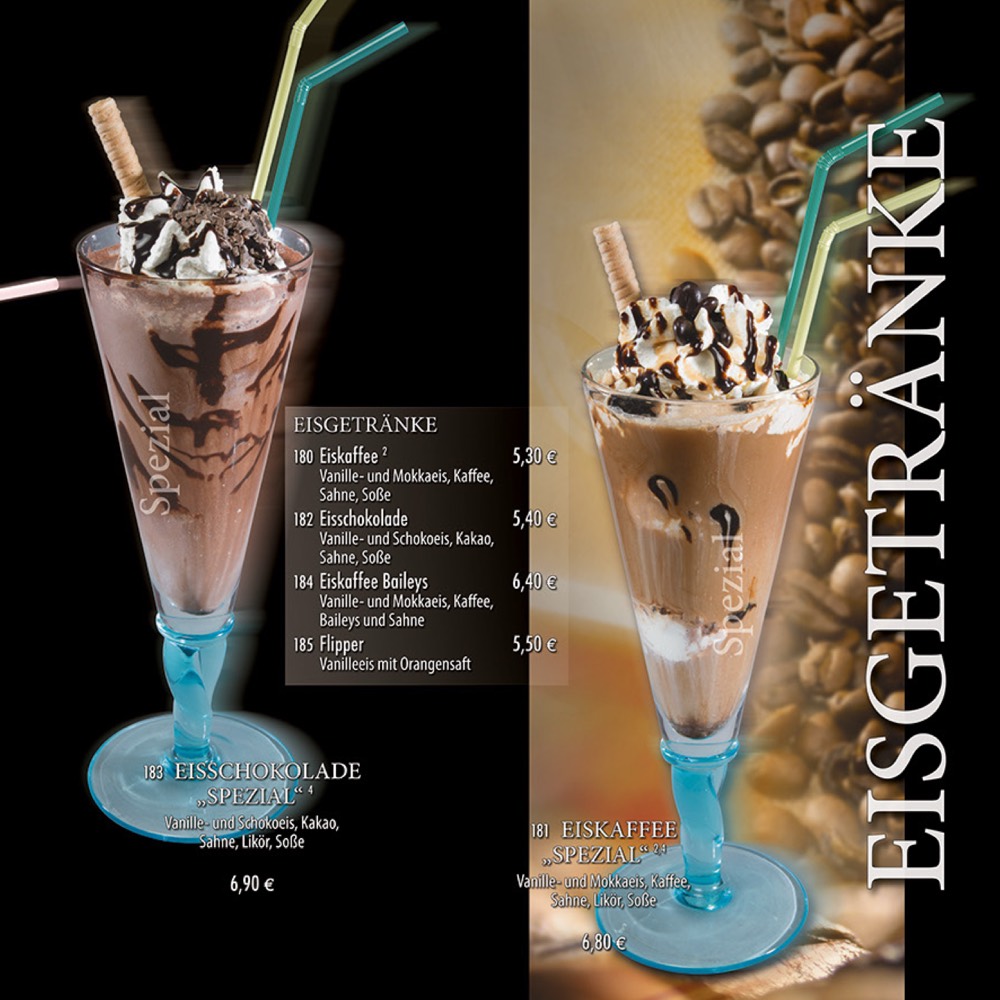 EISGETRÄNKE
Spezial
EISGETRÄNKE
180 Eiskaffee ² 5,30 €
Vanille- und Mokkaeis, Kaffee,
Sahne, Soße
182 Eisschokolade 5,40 €
Vanille- und Schokoeis, Kakao,
Sahne, Soße
184 Eiskaffee Baileys 6,40 €
Vanille- und Mokkaeis, Kaffee,
Baileys und Sahne
185 Flipper 5,50 €
Vanilleeis mit Orangensaft
Spezial
183 EISSCHOKOLADE
„SPEZIAL“ ⁴
Vanille- und Schokoeis, Kakao,
Sahne, Likör, Soße
6,90 €
181 EISKAFFEE
„SPEZIAL“ ²,⁴
Vanille- und Mokkaeis, Kaffee,
Sahne, Likör, Soße
6,80 €